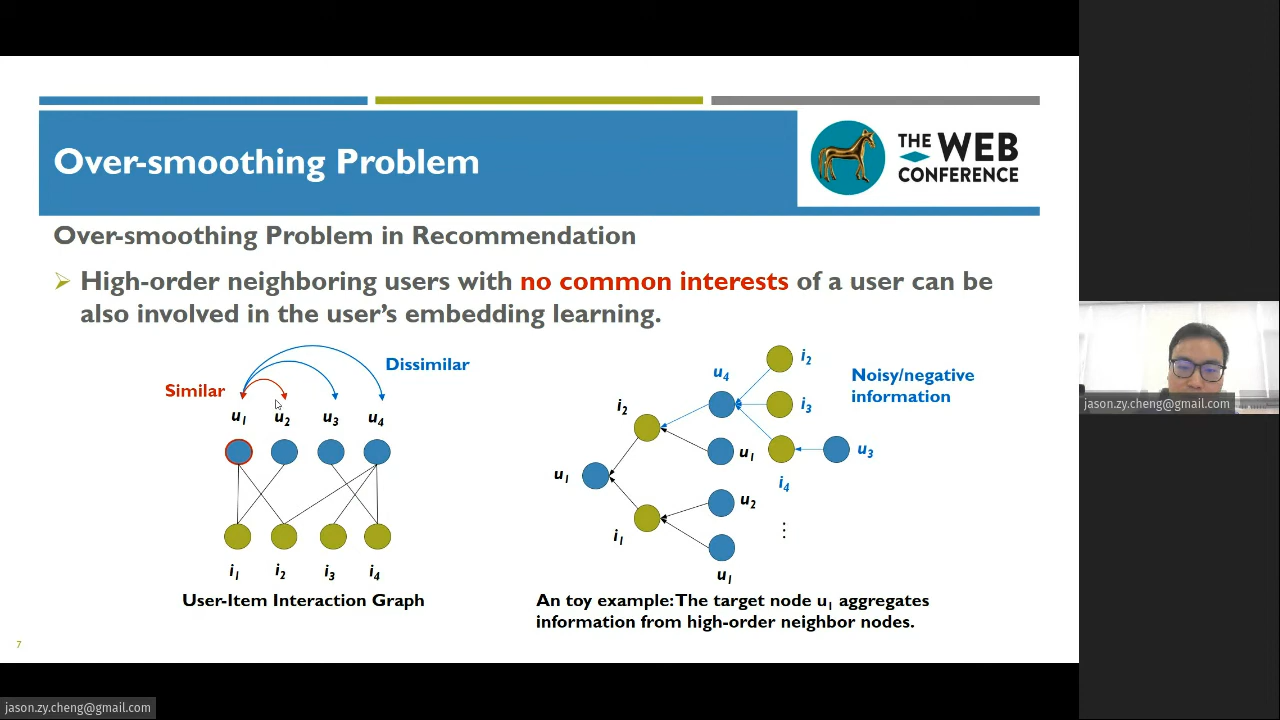 Over-smoothing Problem
THE WEB
CONFERENCE
Over-smoothing Problem in Recommendation
High-order neighboring users with no common interests of a user can be
also involved in the user's embedding learning.
Similar
Dissimilar
u1 u2 u3 u4
i1 i2 i3 i4
User-Item Interaction Graph
u4
i2
Noisy/negative
information
i2
i3
u1
u1
u3
i4
u2
i1
⋮
u1
An toy example: The target node u1 aggregates
information from high-order neighbor nodes.
7
jason.zy.cheng@gmail.com
jason.zy.cheng@gmail.com